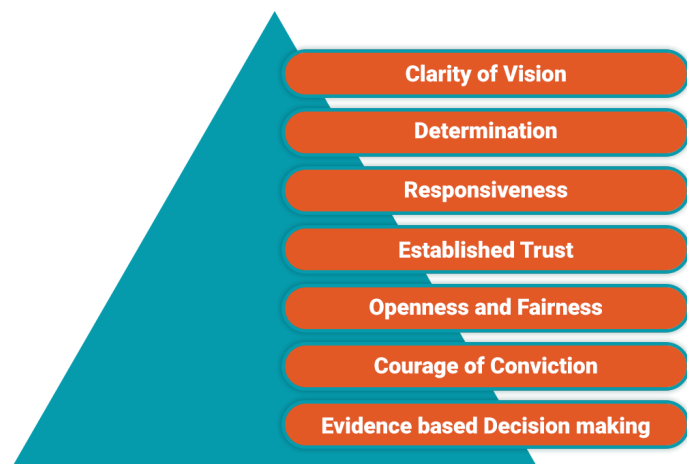 Clarity of Vision
Determination
Responsiveness
Established Trust
Openness and Fairness
Courage of Conviction
Evidence based Decision making